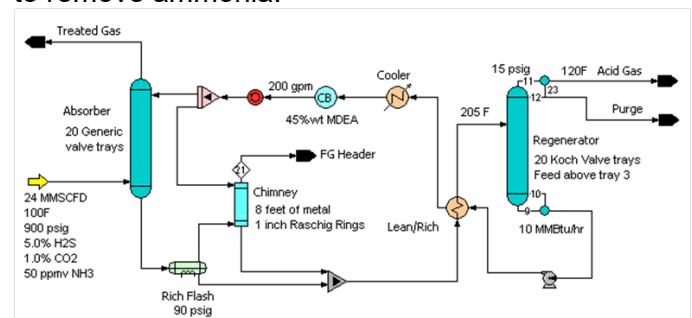 to remove ammonia.
Treated Gas
Absorber
20 Generic
valve trays
24 MMSCFD
100F
900 psig
5.0% H2S
1.0% CO2
50 ppmv NH3
200 gpm
CB
45%wt MDEA
Cooler
FG Header
21
Chimney
8 feet of metal
1 inch Raschig Rings
Rich Flash
90 psig
Lean/Rich
205 F
15 psig
11
120F Acid Gas
23
12
Purge
Regenerator
20 Koch Valve trays
Feed above tray 3
10
9
10 MMBtu/hr